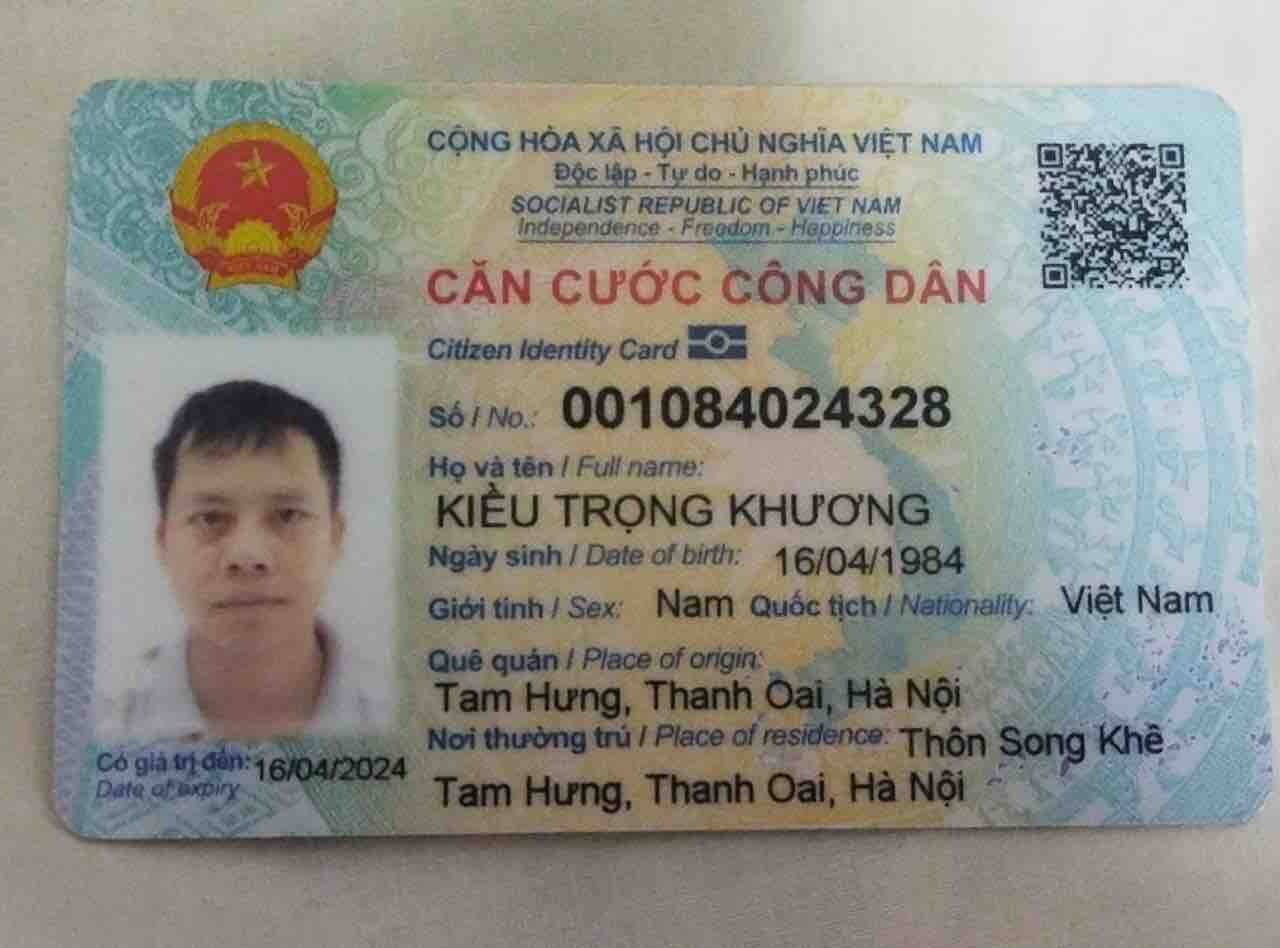 CỘNG HÒA XÃ HỘI CHỦ NGHĨA VIỆT NAM
Độc lập - Tự do - Hạnh phúc
SOCIALIST REPUBLIC OF VIET NAM
Independence - Freedom - Happiness
CĂN CƯỚC CÔNG DÂN
Citizen Identity Card
Số / No.: 001084024328
Họ và tên / Full name:
KIỀU TRỌNG KHƯƠNG
Ngày sinh / Date of birth: 16/04/1984
Giới tính / Sex: Nam Quốc tịch / Nationality: Việt Nam
Quê quán / Place of origin:
Tam Hưng, Thanh Oai, Hà Nội
Nơi thường trú / Place of residence: Thôn Song Khê
Tam Hưng, Thanh Oai, Hà Nội
Có giá trị đến: 16/04/2024
Date of expiry